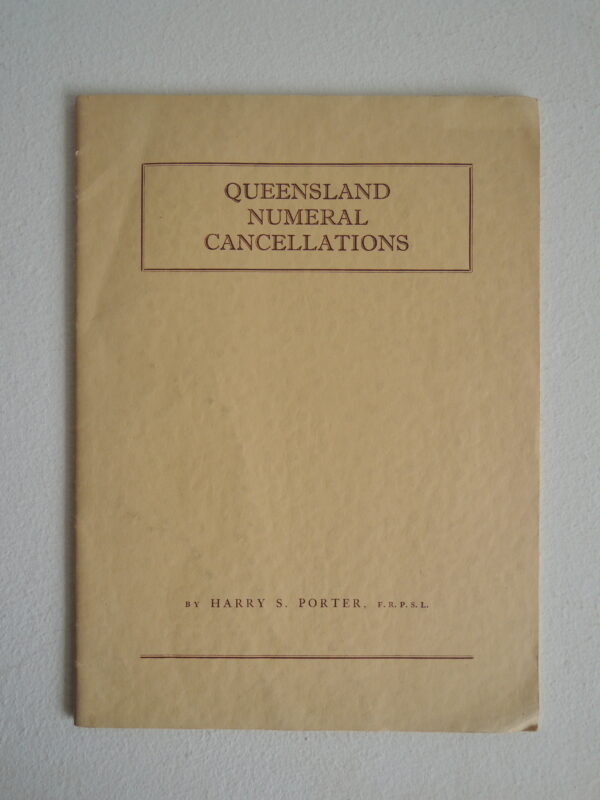 QUEENSLAND
NUMERAL
CANCELLATIONS
BY HARRY S. PORTER, F. R. P. S. L.